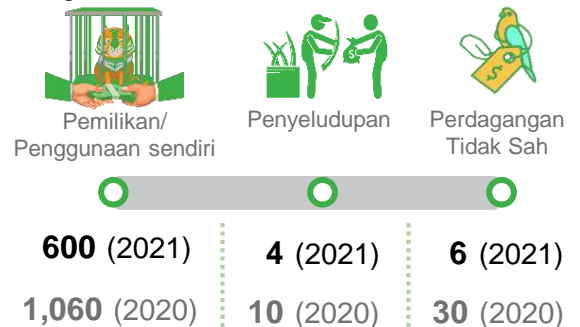 Pemilikan/
Penggunaan sendiri
Penyeludupan
Perdagangan
Tidak Sah
$
600 (2021)
4 (2021)
6 (2021)
1,060 (2020)
10 (2020)
30 (2020)